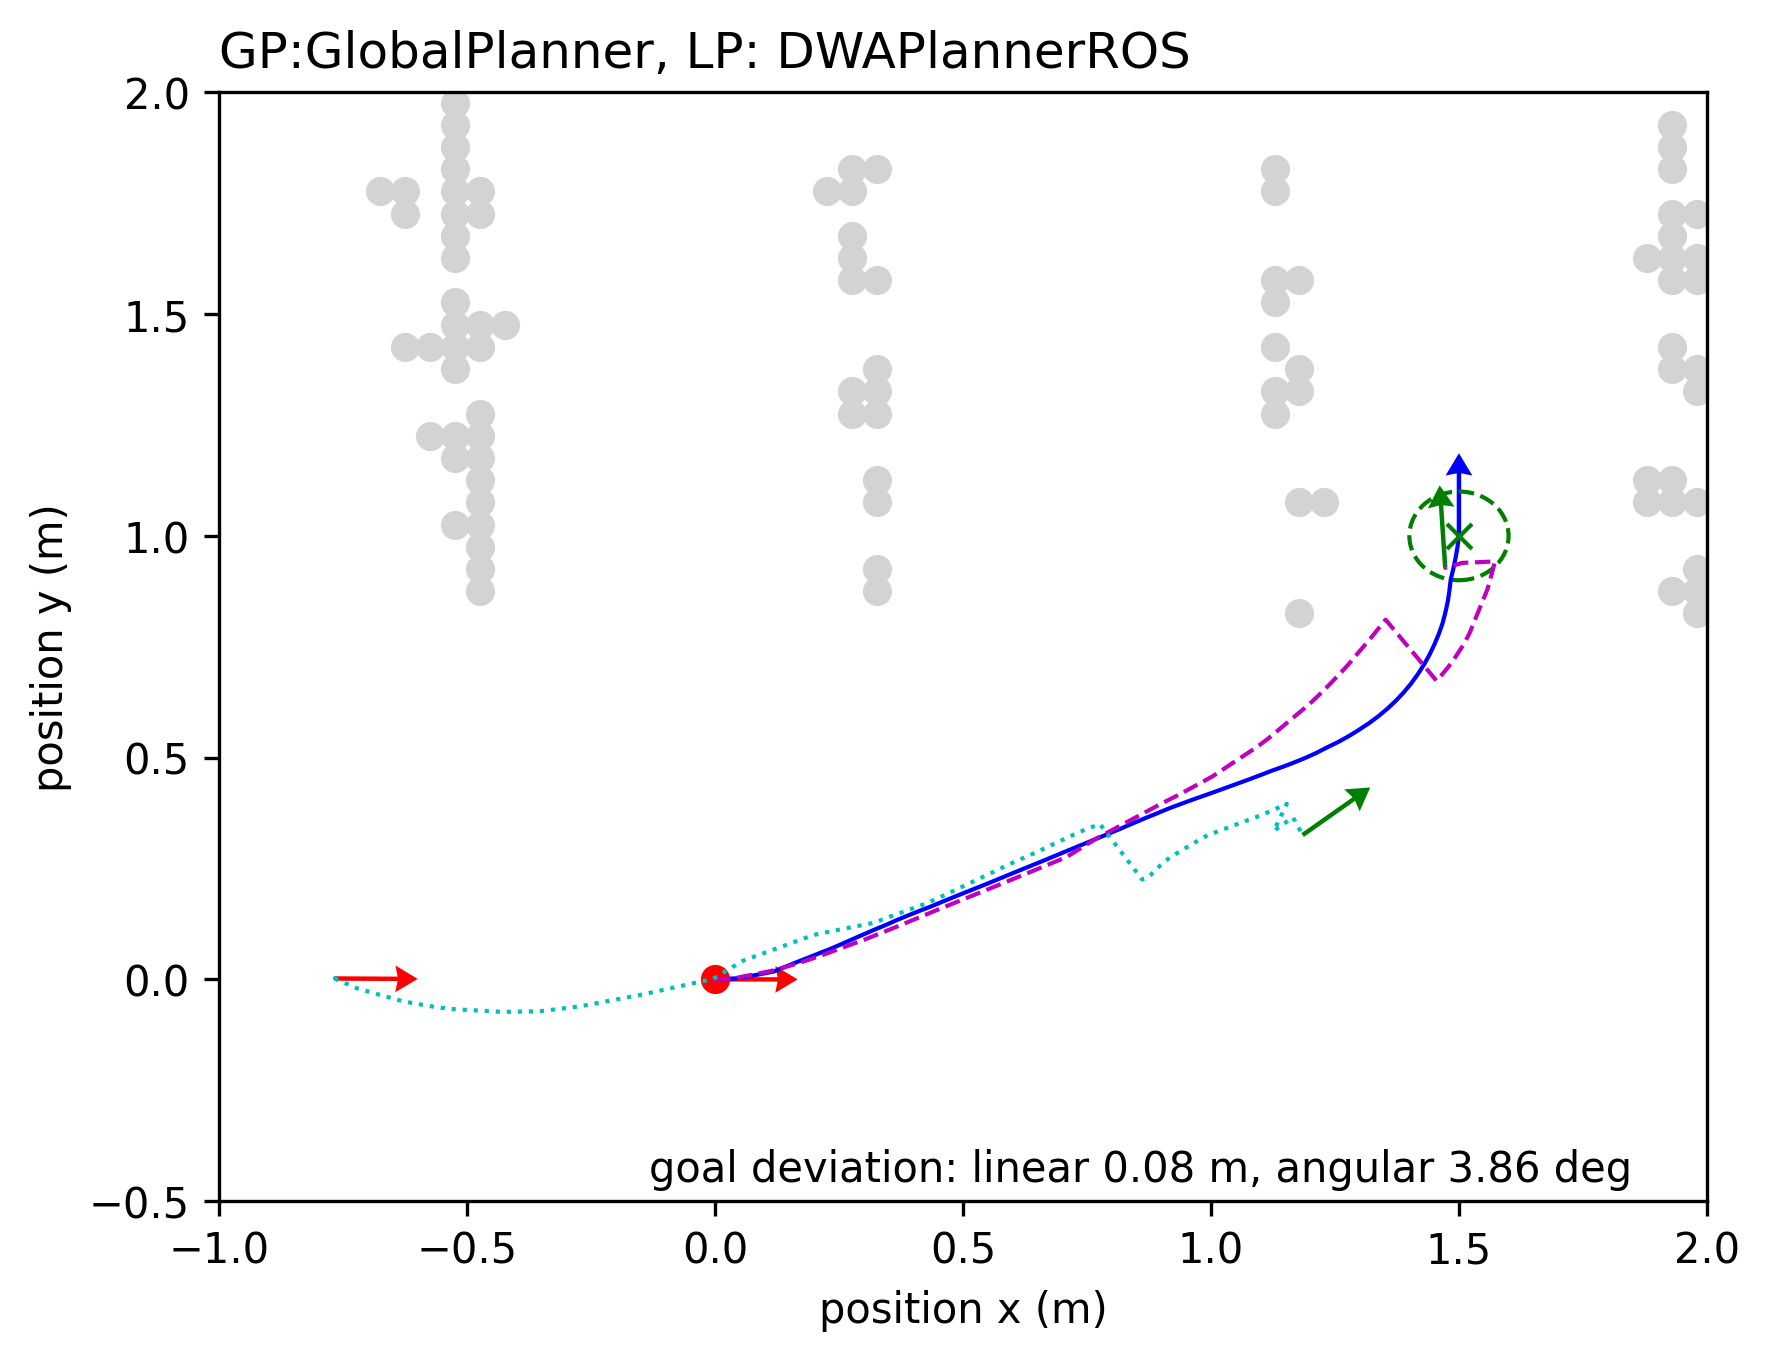 GP:GlobalPlanner, LP: DWAPlannerROS
2.0
1.5
1.0
0.5
0.0
−0.5
position y (m)
goal deviation: linear 0.08 m, angular 3.86 deg
−1.0 −0.5 0.0 0.5 1.0 1.5 2.0
position x (m)